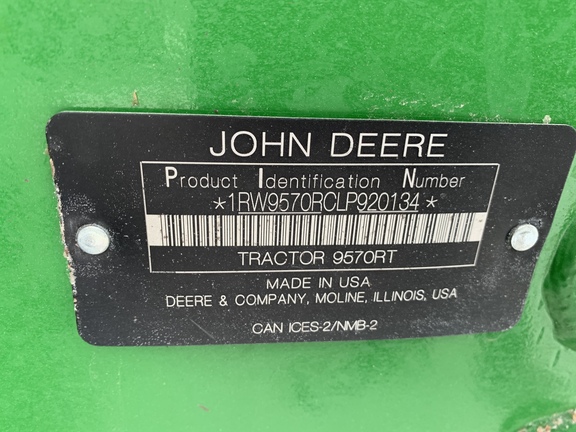 JOHN DEERE
Product Identification Number
*1RW9570RCLP920134*
TRACTOR 9570RT
MADE IN USA
DEERE & COMPANY, MOLINE, ILLINOIS, USA
CAN ICES-2/NMB-2